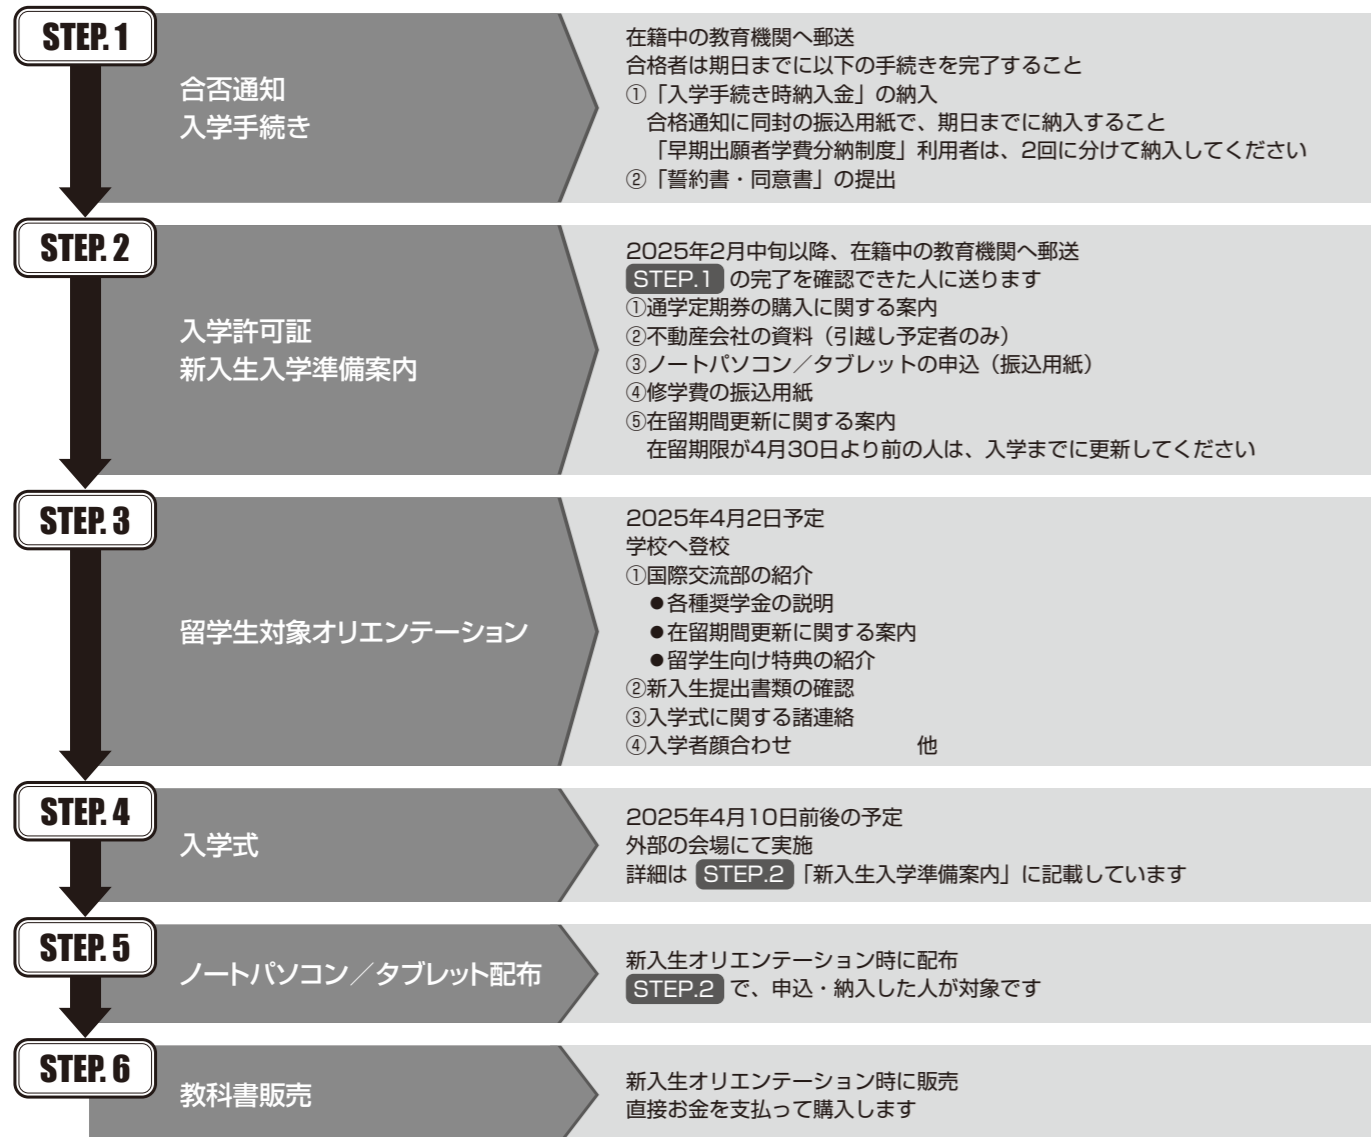 STEP. 1
合否通知
入学手続き
在籍中の教育機関へ郵送
合格者は期日までに以下の手続きを完了すること
①「入学手続き時納入金」の納入
合格通知に同封の振込用紙で、期日までに納入すること
「早期出願者学費分納制度」利用者は、2回に分けて納入してください
②「誓約書・同意書」の提出
STEP. 2
入学許可証
新入生入学準備案内
2025年2月中旬以降、在籍中の教育機関へ郵送
STEP.1 の完了を確認できた人に送ります
①通学定期券の購入に関する案内
②不動産会社の資料（引越し予定者のみ）
③ノートパソコン／タブレットの申込（振込用紙）
④修学費の振込用紙
⑤在留期間更新に関する案内
在留期限が4月30日より前の人は、入学までに更新してください
STEP. 3
留学生対象オリエンテーション
2025年4月2日予定
学校へ登校
①国際交流部の紹介
●各種奨学金の説明
●在留期間更新に関する案内
●留学生向け特典の紹介
②新入生提出書類の確認
③入学式に関する諸連絡
④入学者顔合わせ 他
STEP. 4
入学式
2025年4月10日前後の予定
外部の会場にて実施
詳細は STEP.2 「新入生入学準備案内」に記載しています
STEP. 5
ノートパソコン／タブレット配布
新入生オリエンテーション時に配布
STEP.2 で、申込・納入した人が対象です
STEP. 6
教科書販売
新入生オリエンテーション時に販売
直接お金を支払って購入します